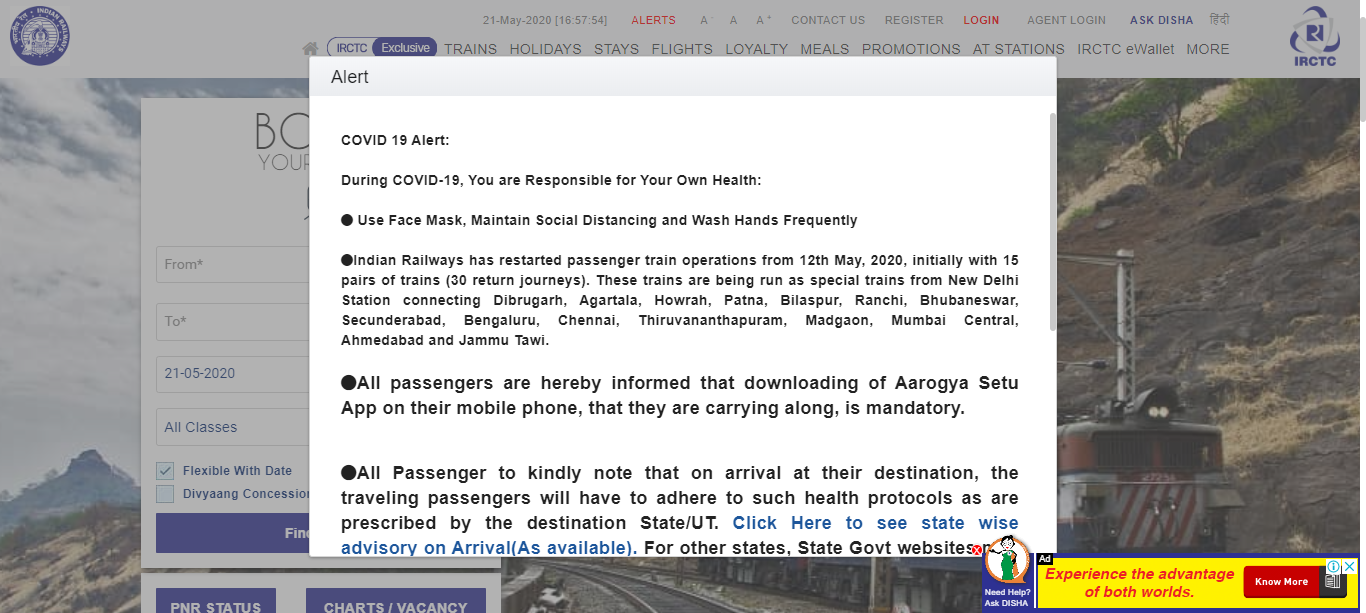 21-May-2020 [16:57:54] ALERTS A- A A+ CONTACT US REGISTER LOGIN AGENT LOGIN ASK DISHA हिंदी
IRCTC Exclusive TRAINS HOLIDAYS STAYS FLIGHTS LOYALTY MEALS PROMOTIONS AT STATIONS IRCTC eWallet MORE
IRCTC
Alert
COVID 19 Alert:
During COVID-19, You are Responsible for Your Own Health:
● Use Face Mask, Maintain Social Distancing and Wash Hands Frequently
●Indian Railways has restarted passenger train operations from 12th May, 2020, initially with 15
pairs of trains (30 return journeys). These trains are being run as special trains from New Delhi
Station connecting Dibrugarh, Agartala, Howrah, Patna, Bilaspur, Ranchi, Bhubaneswar,
Secunderabad, Bengaluru, Chennai, Thiruvananthapuram, Madgaon, Mumbai Central,
Ahmedabad and Jammu Tawi.
●All passengers are hereby informed that downloading of Aarogya Setu
App on their mobile phone, that they are carrying along, is mandatory.
●All Passenger to kindly note that on arrival at their destination, the
traveling passengers will have to adhere to such health protocols as are
prescribed by the destination State/UT. Click Here to see state wise
advisory on Arrival(As available). For other states, State Govt websites
YOUR
From*
To*
21-05-2020
All Classes
Flexible With Date
Divyaang Concession
PNR STATUS
CHARTS / VACANCY
Need Help?
Ask DISHA
Ad
Experience the advantage
of both worlds.
Know More